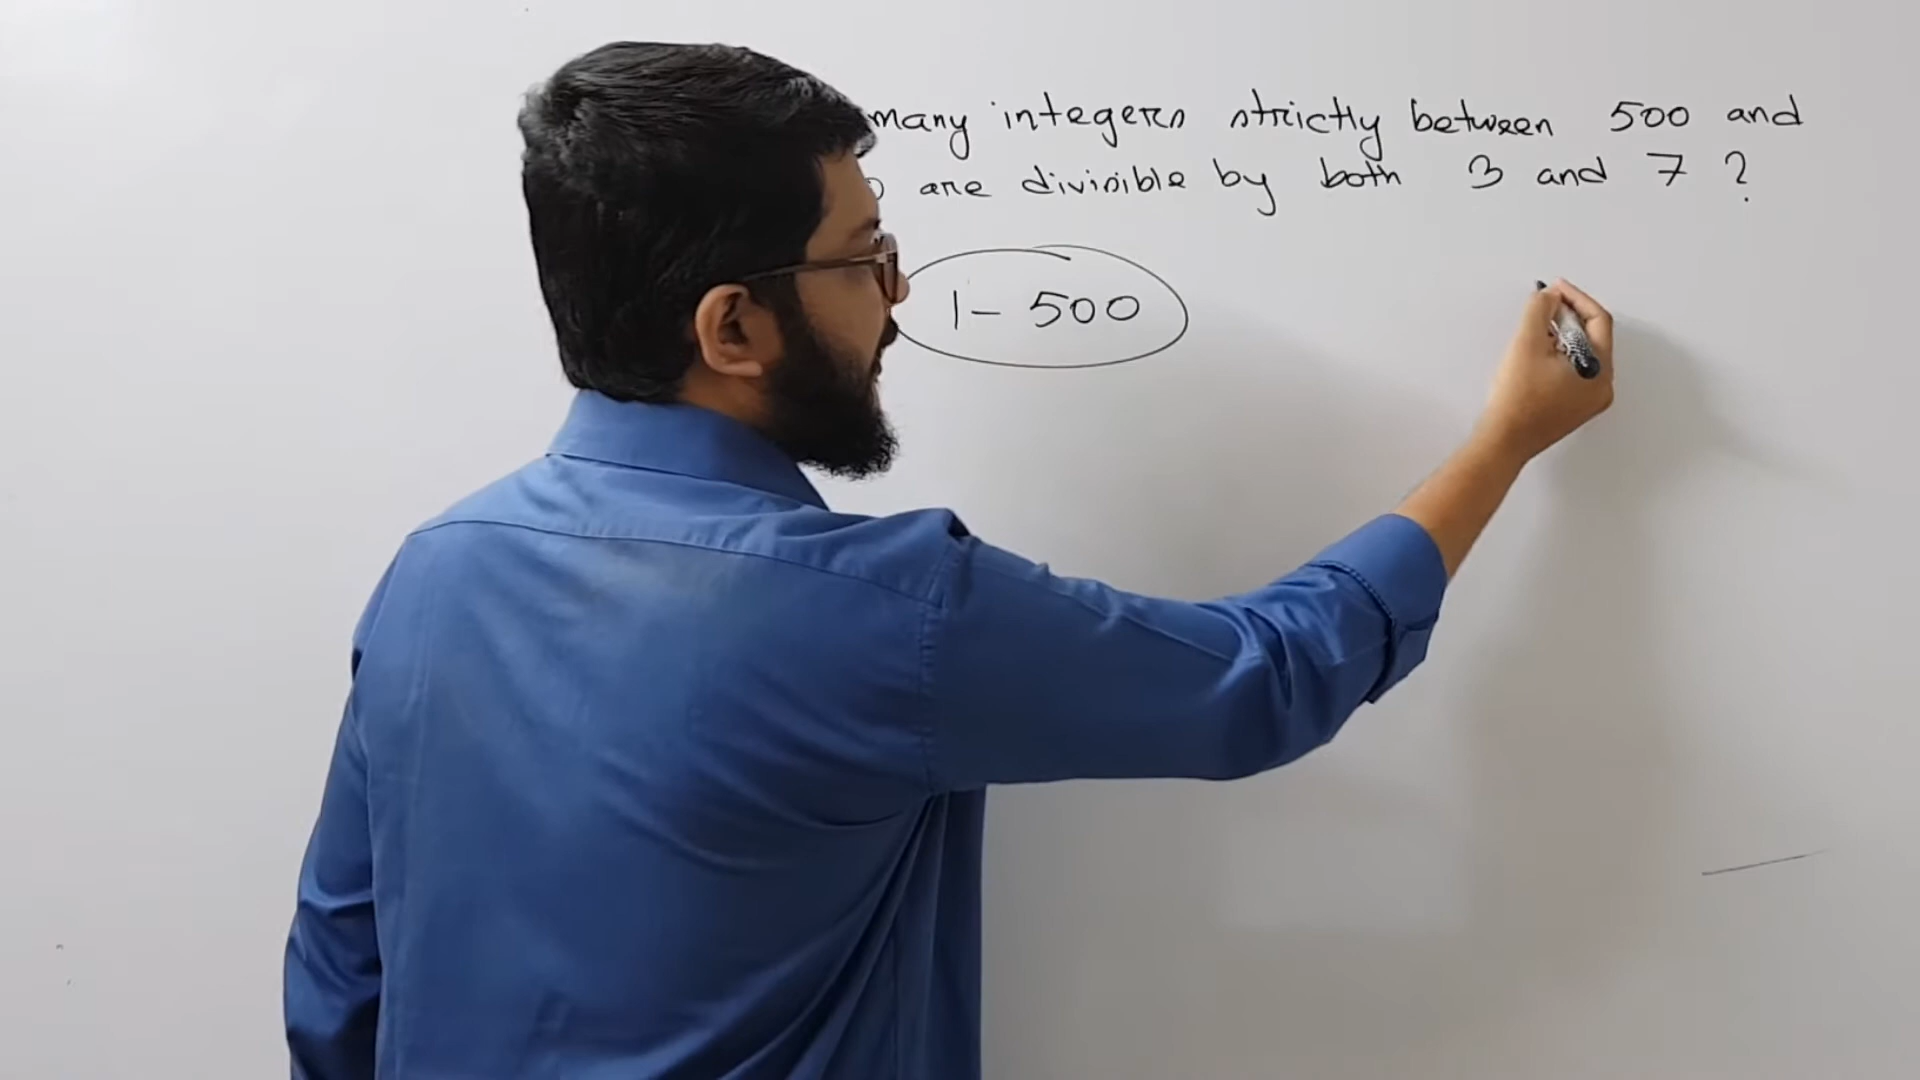 many integers strictly between 500 and
are divisible by both 3 and 7 ?
1 - 500